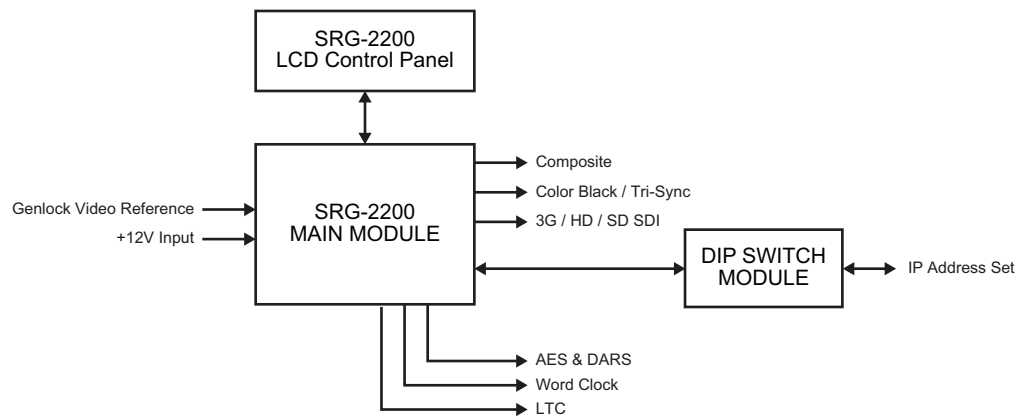 SRG-2200
LCD Control Panel
Genlock Video Reference
+12V Input
SRG-2200
MAIN MODULE
Composite
Color Black / Tri-Sync
3G / HD / SD SDI
DIP SWITCH
MODULE
IP Address Set
AES & DARS
Word Clock
LTC